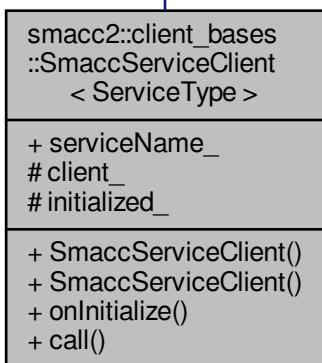 smacc2::client_bases
::SmaccServiceClient
< ServiceType >
+ serviceName_
# client_
# initialized_
+ SmaccServiceClient()
+ SmaccServiceClient()
+ onInitialize()
+ call()